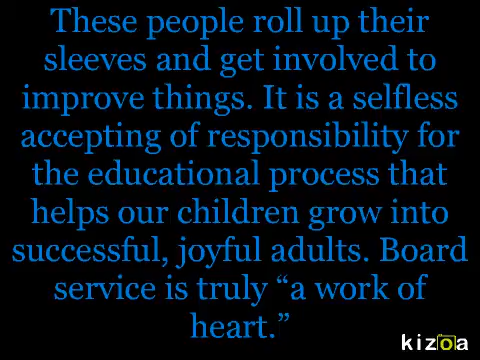 These people roll up their
sleeves and get involved to
improve things. It is a selfless
accepting of responsibility for
the educational process that
helps our children grow into
successful, joyful adults. Board
service is truly “a work of
heart.”
kizoa